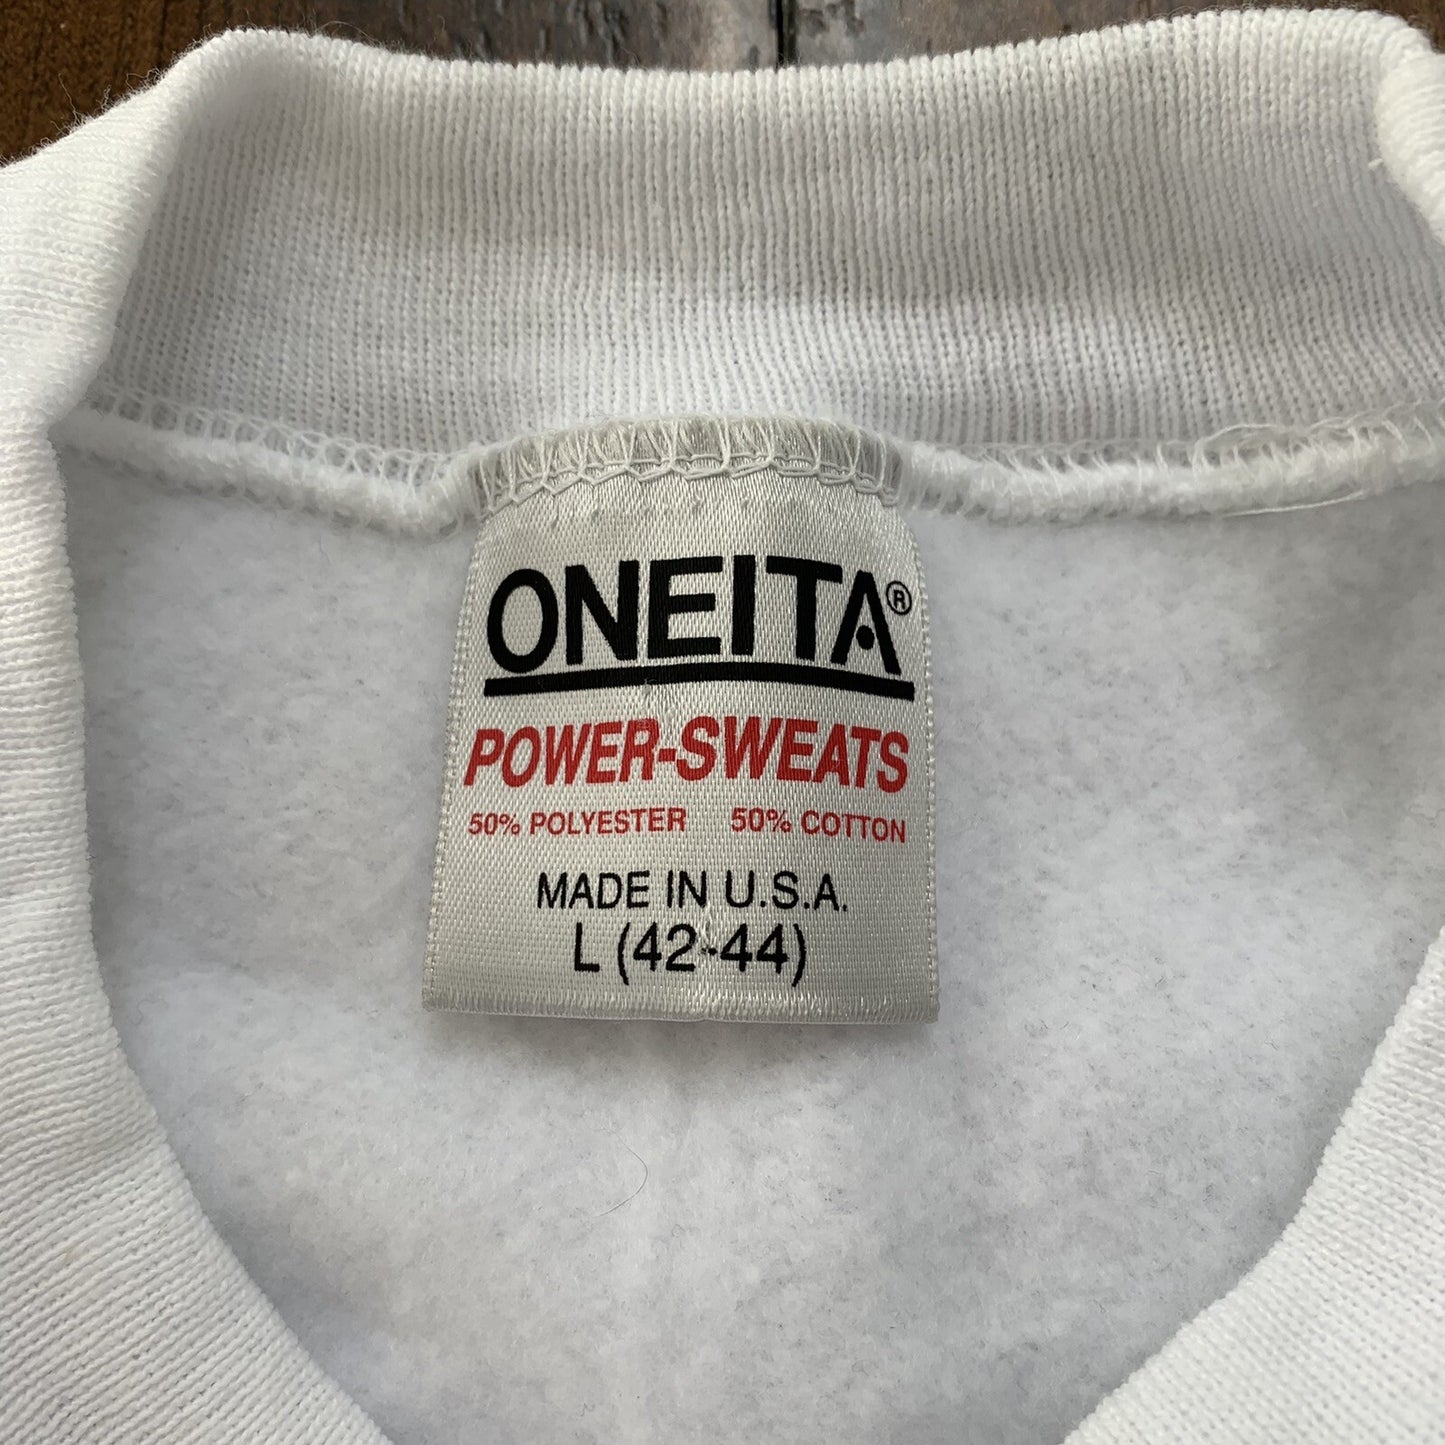 ONEITA®
POWER-SWEATS
50% POLYESTER 50% COTTON
MADE IN U.S.A.
L (42-44)